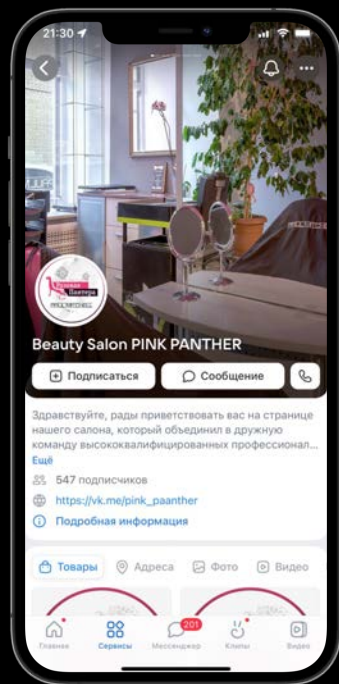 21:30
Розовая
Пантера
Beauty Salon PINK PANTHER
Подписаться
Сообщение
Здравствуйте, рады приветствовать вас на странице
нашего салона, который объединил в дружную
команду высококвалифицированных профессионал...
Ещё
547 подписчиков
https://vk.me/pink_paanther
Подробная информация
Товары Адреса Фото Видео
201
Главная Сервисы Мессенджер Клипы Видео